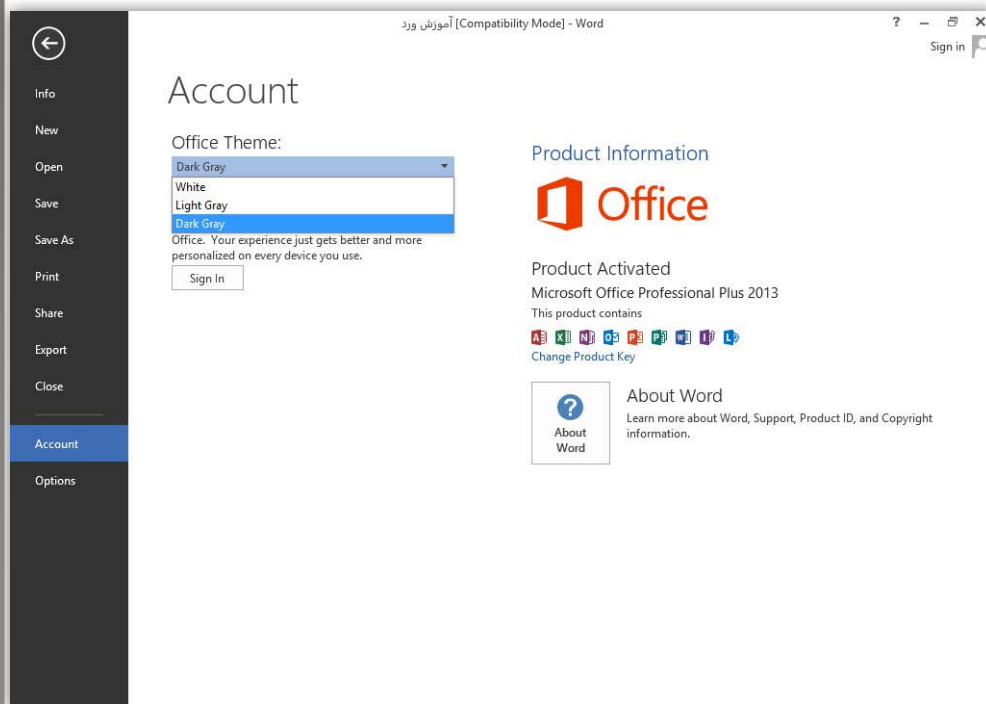 آموزش ورد [Compatibility Mode] - Word
?
Sign in
Info
New
Open
Save
Save As
Print
Share
Export
Close
Account
Options
Account
Office Theme:
Dark Gray
White
Light Gray
Dark Gray
Office. Your experience just gets better and more
personalized on every device you use.
Sign In
Product Information
Office
Product Activated
Microsoft Office Professional Plus 2013
This product contains
Change Product Key
About
Word
About Word
Learn more about Word, Support, Product ID, and Copyright
information.